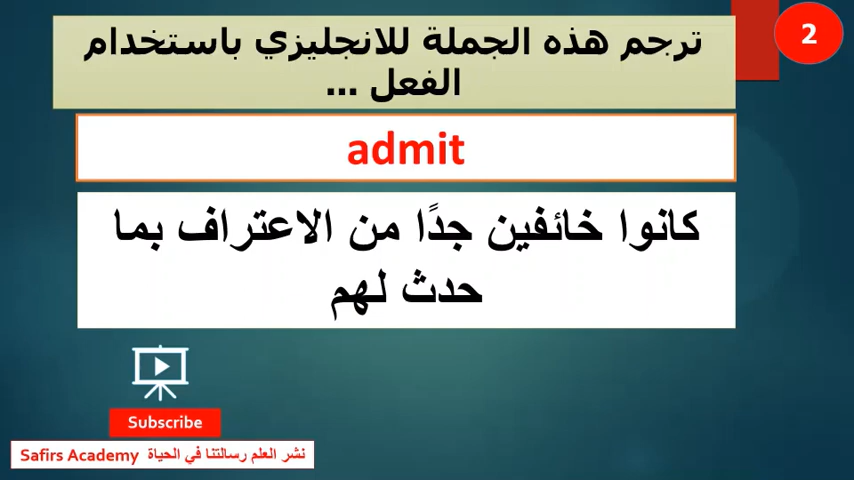 2
ترجم هذه الجملة للانجليزي باستخدام
الفعل ...
admit
كانوا خائفين جدًا من الاعتراف بما
حدث لهم
Subscribe
نشر العلم رسالتنا في الحياة Safirs Academy